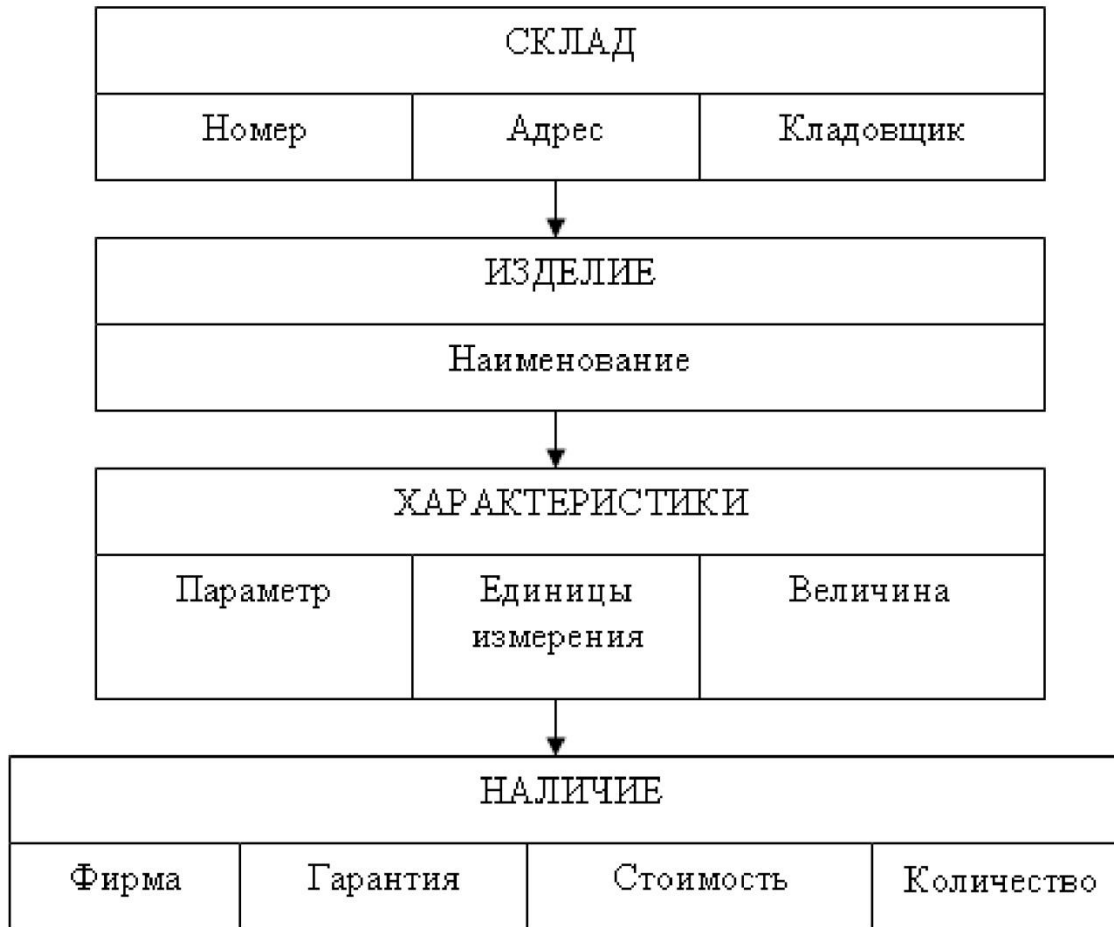 СКЛАД
Номер Адрес Кладовщик
ИЗДЕЛИЕ
Наименование
ХАРАКТЕРИСТИКИ
Параметр Единицы Величина
измерения
НАЛИЧИЕ
Фирма Гарантия Стоимость Количество